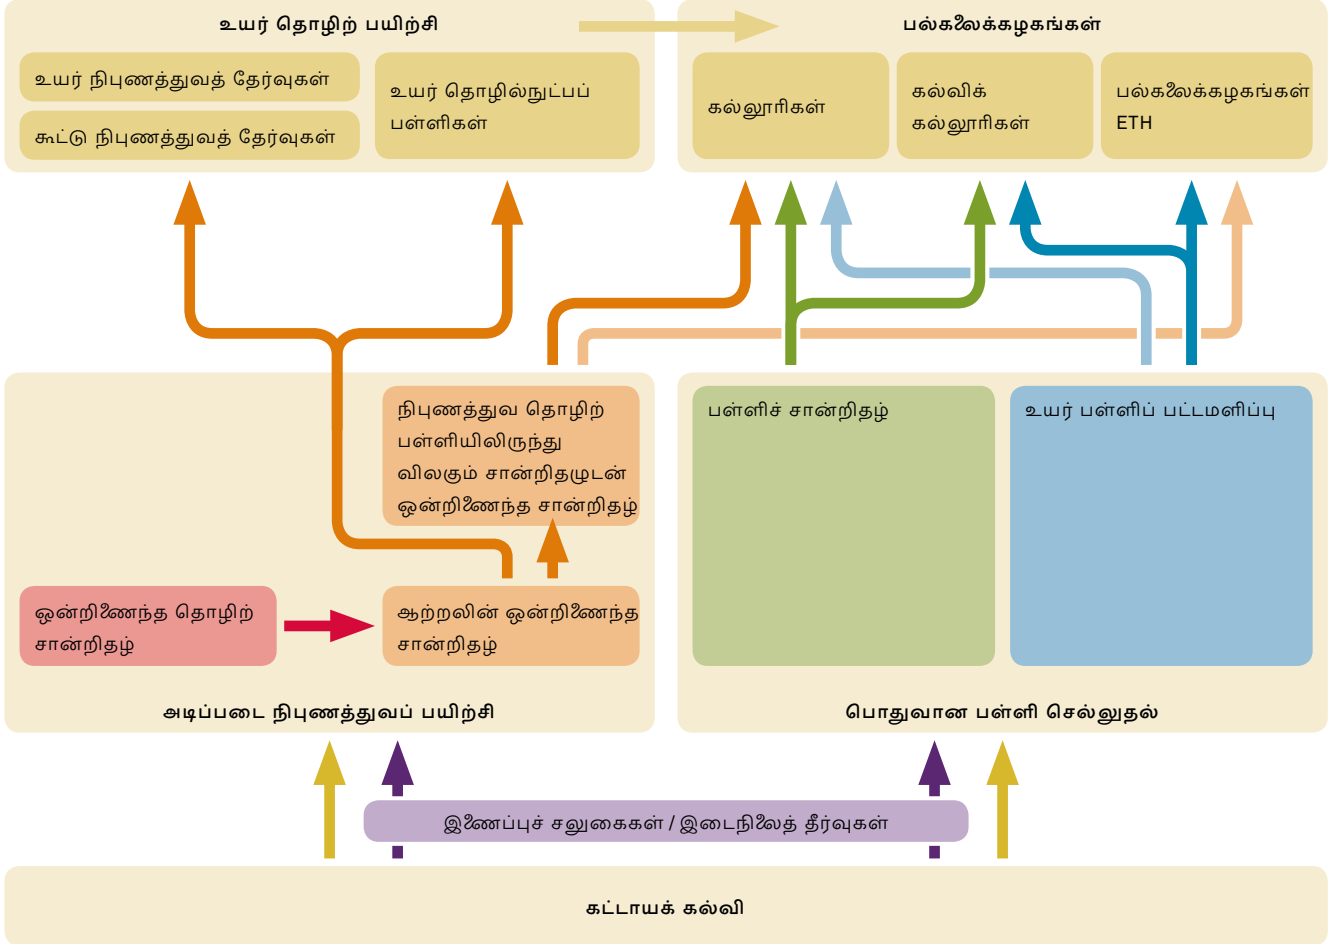 உயர் தொழிற் பயிற்சி
உயர் நிபுணத்துவத் தேர்வுகள்
கூட்டு நிபுணத்துவத் தேர்வுகள்
உயர் தொழில்நுட்பப்
பள்ளிகள்
பல்கலைக்கழகங்கள்
கல்லூரிகள்
கல்விக்
கல்லூரிகள்
பல்கலைக்கழகங்கள்
ETH
நிபுணத்துவ தொழிற்
பள்ளியிலிருந்து
விலகும் சான்றிதழுடன்
ஒன்றிணைந்த சான்றிதழ்
ஒன்றிணைந்த தொழிற்
சான்றிதழ்
ஆற்றலின் ஒன்றிணைந்த
சான்றிதழ்
அடிப்படை நிபுணத்துவப் பயிற்சி
பள்ளிச் சான்றிதழ்
உயர் பள்ளிப் பட்டமளிப்பு
பொதுவான பள்ளி செல்லுதல்
இணைப்புச் சலுகைகள் / இடைநிலைத் தீர்வுகள்
கட்டாயக் கல்வி